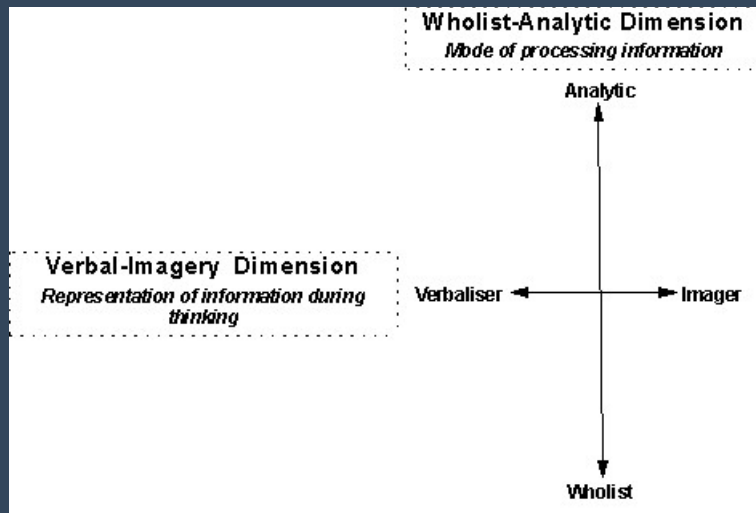 Wholist-Analytic Dimension
Mode of processing information
Analytic
Verbal-Imagery Dimension
Representation of information during
thinking
Verbaliser
Imager
Wholist